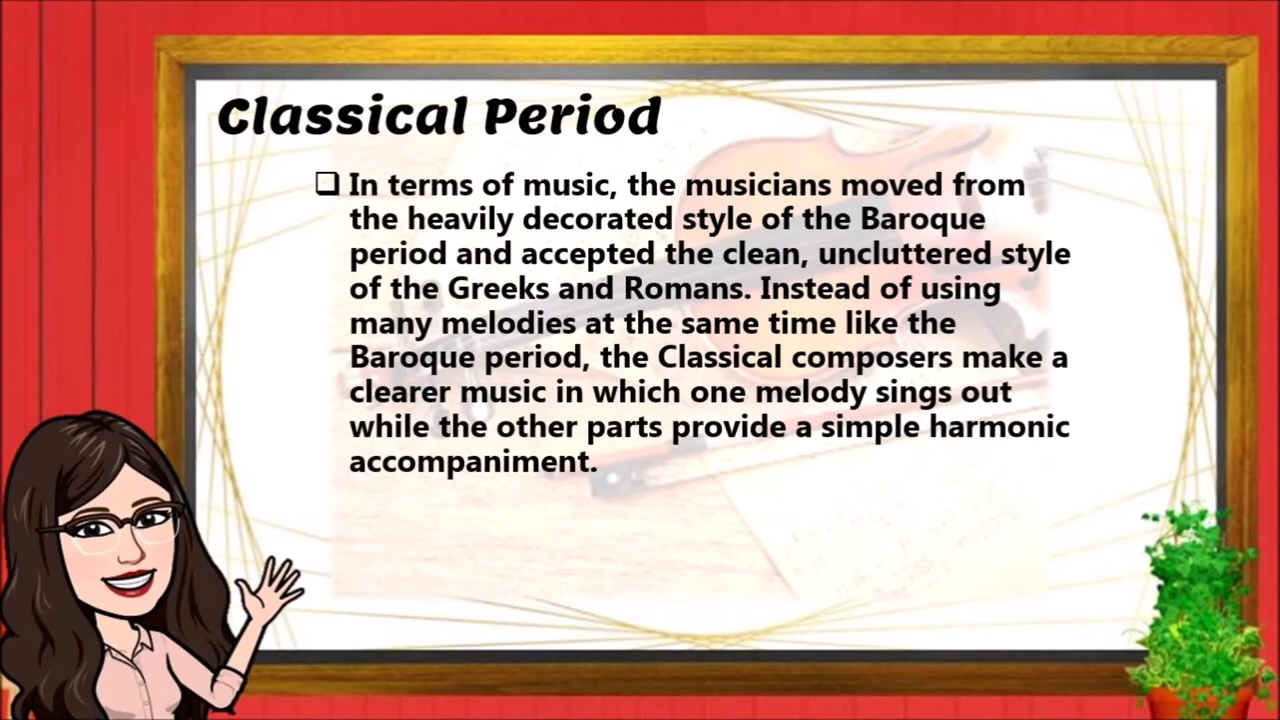 Classical Period
❑ In terms of music, the musicians moved from
the heavily decorated style of the Baroque
period and accepted the clean, uncluttered style
of the Greeks and Romans. Instead of using
many melodies at the same time like the
Baroque period, the Classical composers make a
clearer music in which one melody sings out
while the other parts provide a simple harmonic
accompaniment.